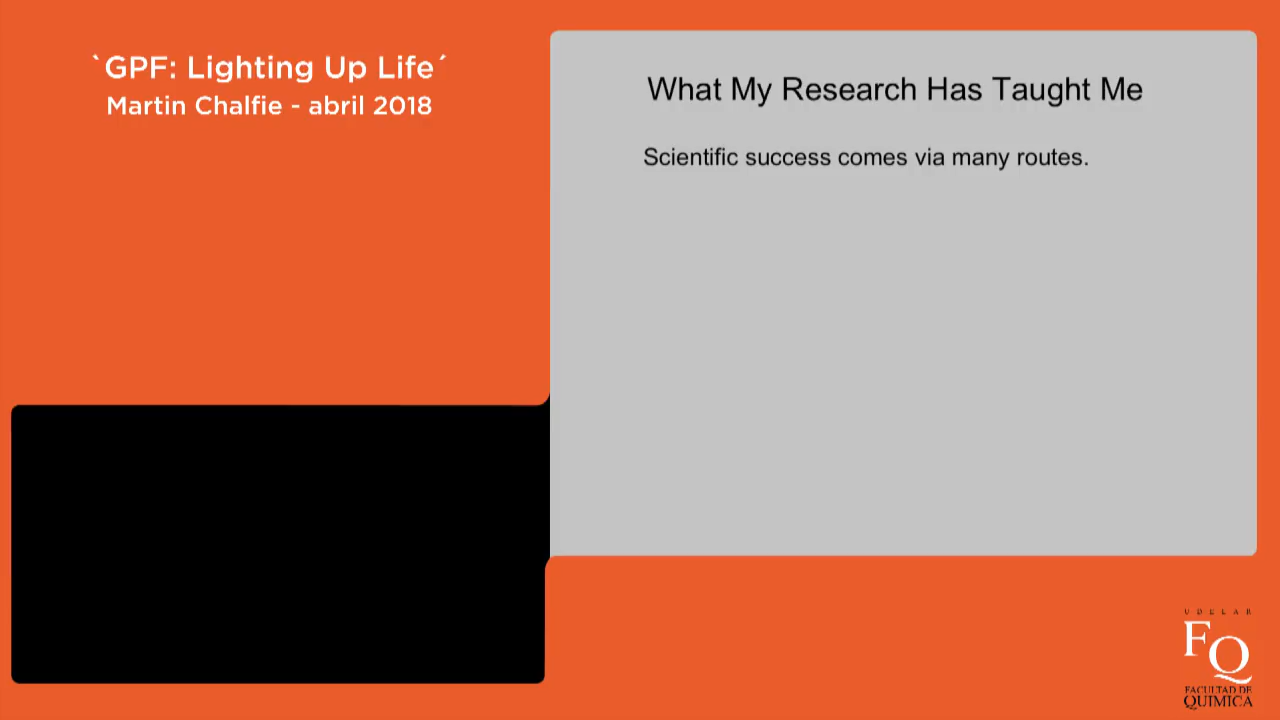 `GPF: Lighting Up Life´
Martin Chalfie - abril 2018
What My Research Has Taught Me
Scientific success comes via many routes.
UDELAR
FQ
FACULTAD DE
QUIMICA